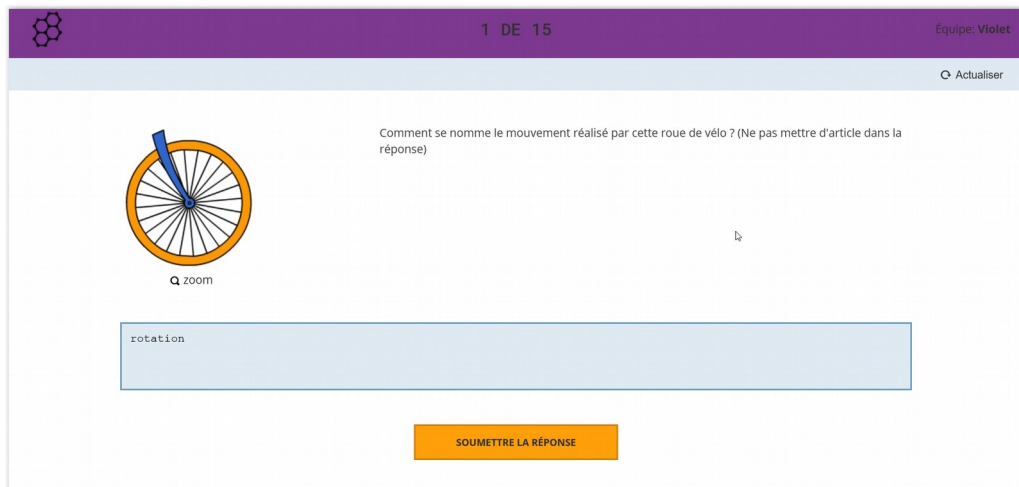 1 DE 15
Équipe: Violet
Actualiser
Comment se nomme le mouvement réalisé par cette roue de vélo ? (Ne pas mettre d'article dans la
réponse)
zoom
rotation
SOUMETTRE LA RÉPONSE